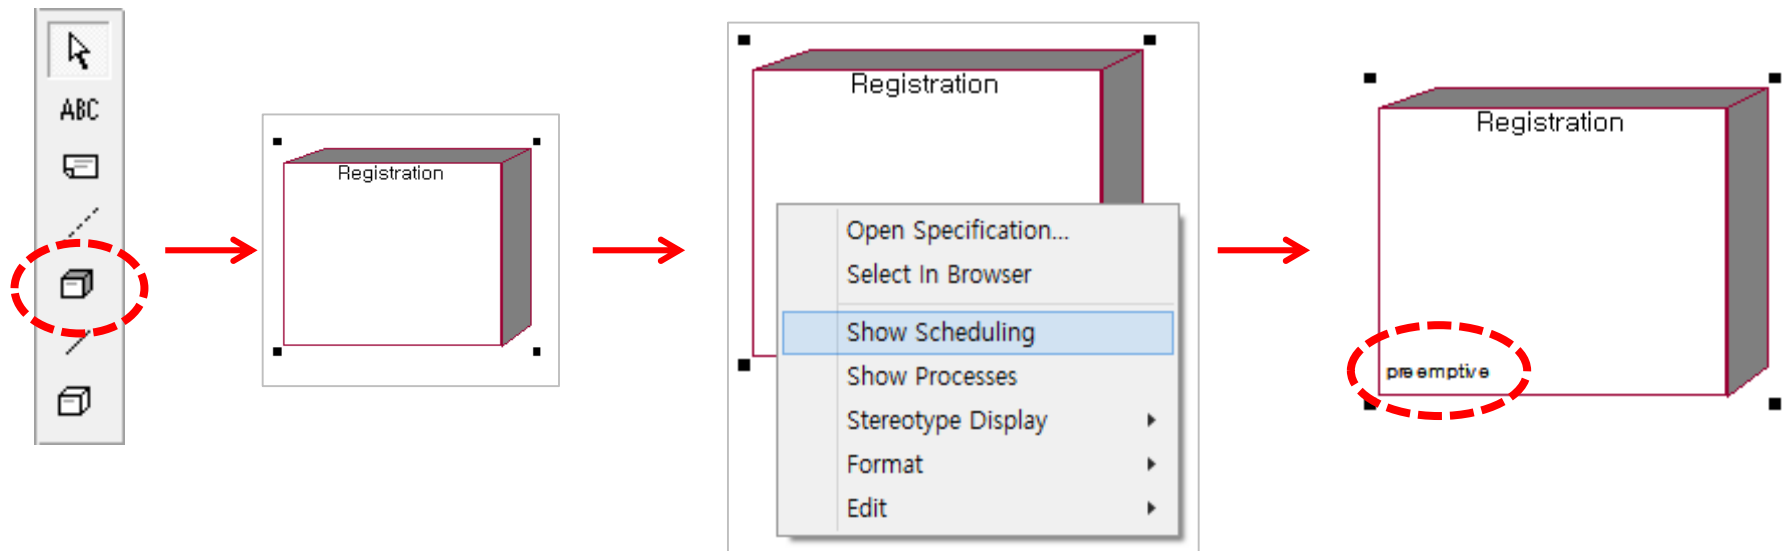 ABC
Registration
Registration
Open Specification...
Select In Browser
Show Scheduling
Show Processes
Stereotype Display
Format
Edit
Registration
preemptive